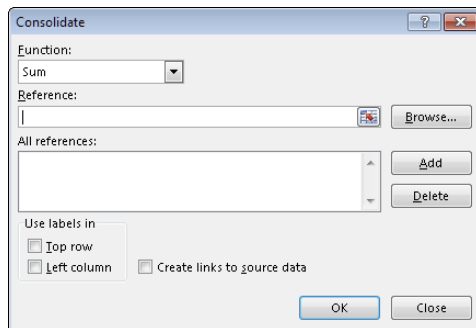 Consolidate
?
Function:
Sum
Reference:
Browse...
All references:
Add
Delete
Use labels in
Top row
Left column
Create links to source data
OK
Close